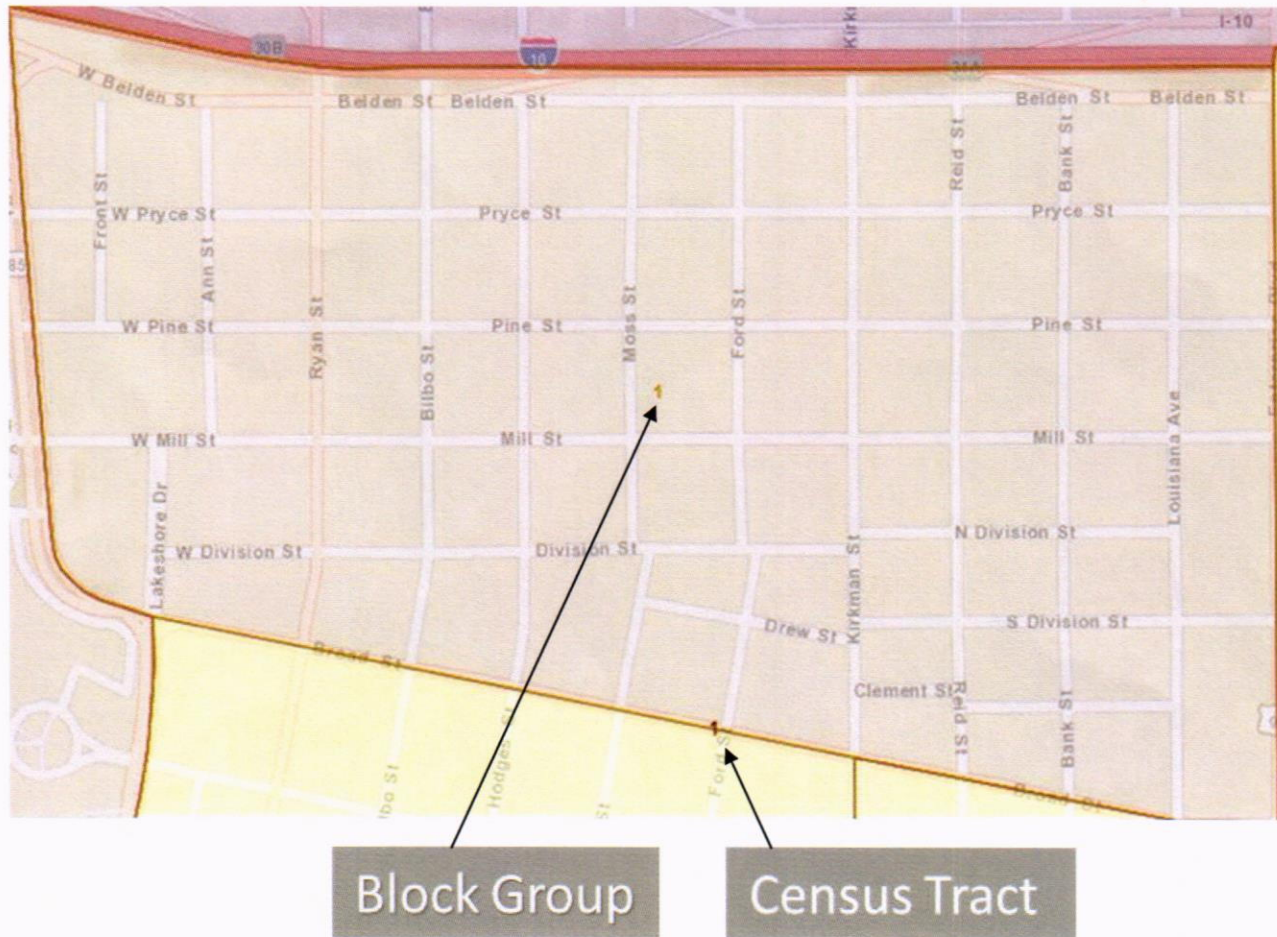 I-10
30B
10
Kirk
W Belden St
Belden St
Belden St
Belden St
Belden St
Reid St
Bank St
Front St
W Pryce St
Pryce St
Pryce St
Ann St
85
Ryan St
W Pine St
Pine St
Moss St
Ford St
Pine St
Bilbo St
1
W Mill St
Mill St
Mill St
Louisiana Ave
Lakeshore Dr
W Division St
Division St
Kirkman St
N Division St
Drew St
S Division St
Broad St
Clement St
Reid St
Bank St
1
Hodges St
Ford St
lbo St
St
Broad St
Block Group
Census Tract